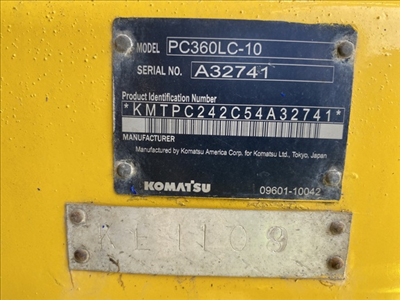 MODEL PC360LC-10
SERIAL NO. A32741
Product Identification Number
*KMTPC242C54A32741*
MANUFACTURER
Manufactured by Komatsu America Corp. for Komatsu Ltd., Tokyo, Japan
KOMATSU 09601-10042